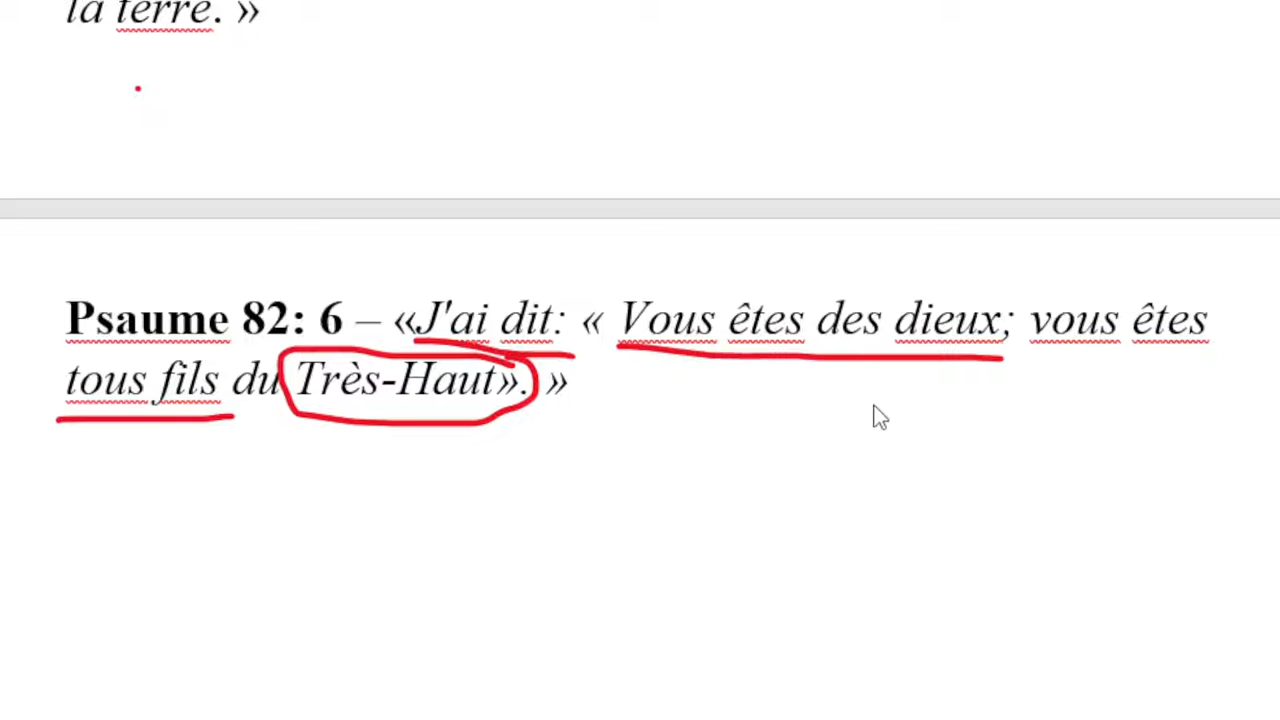 la terre. »
Psaume 82: 6 – «J'ai dit: « Vous êtes des dieux; vous êtes
tous fils du Très-Haut». »